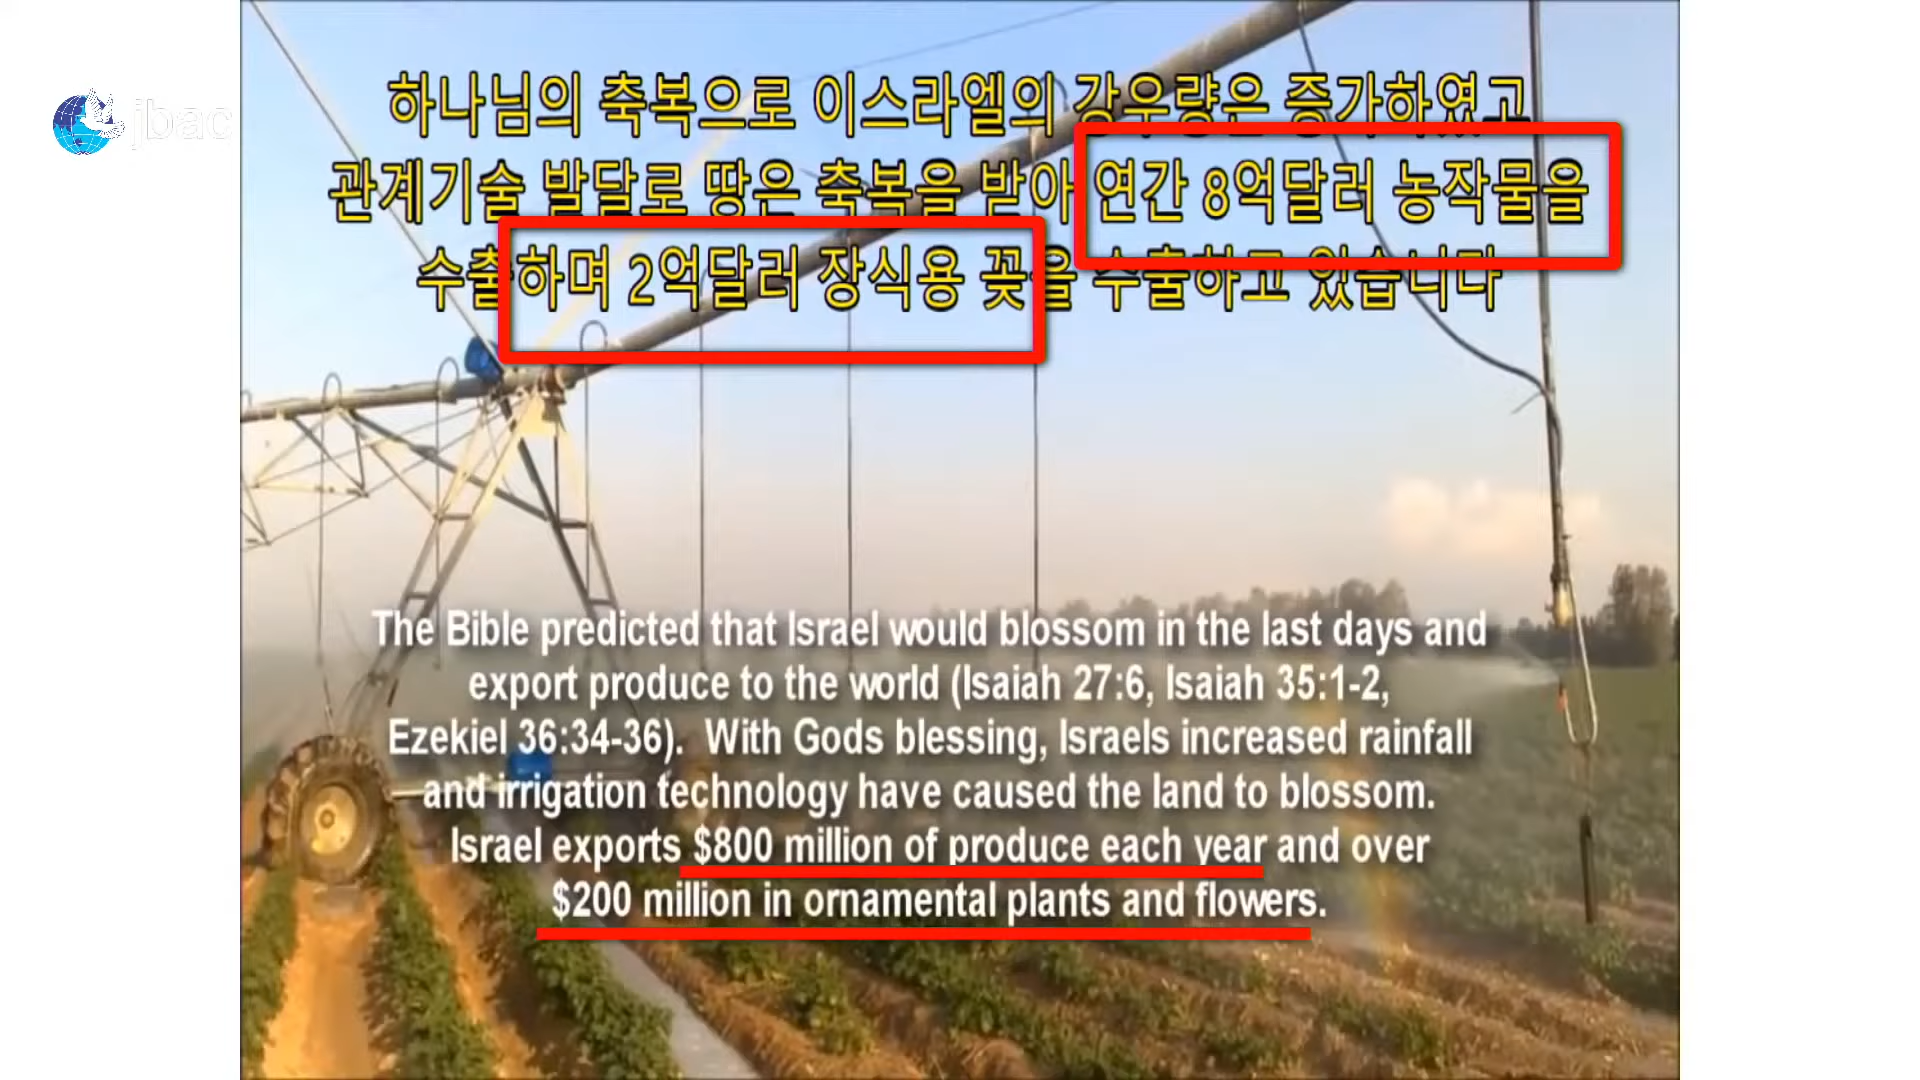 jbac
하나님의 축복으로 이스라엘의 강우량은 증가하였고
관계기술 발달로 땅은 축복을 받아 연간 8억달러 농작물을
수출하며 2억달러 장식용 꽃을 수출하고 있습니다
The Bible predicted that Israel would blossom in the last days and
export produce to the world (Isaiah 27:6, Isaiah 35:1-2,
Ezekiel 36:34-36).  With Gods blessing, Israels increased rainfall
and irrigation technology have caused the land to blossom.
Israel exports $800 million of produce each year and over
$200 million in ornamental plants and flowers.